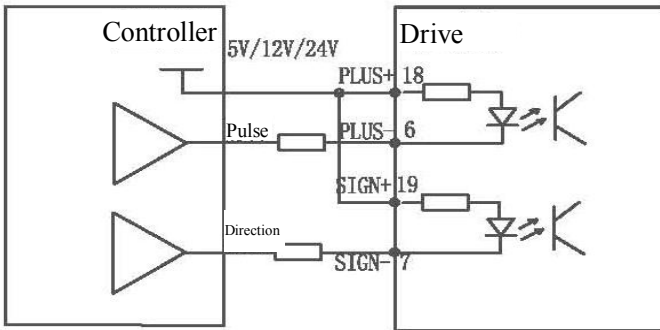 Controller
Drive
5V/12V/24V
PLUS+ 18
Pulse
PLUS- 6
SIGN+ 19
Direction
SIGN- 7